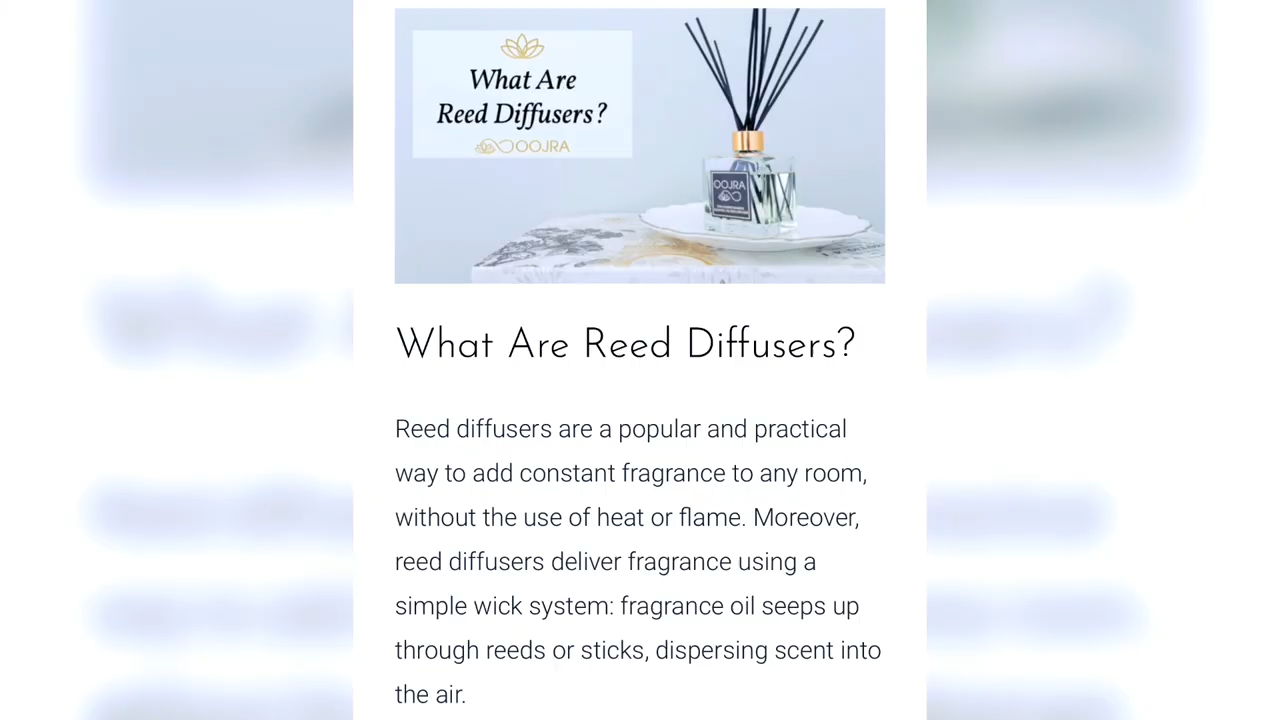 What Are
Reed Diffusers?
OOJRA
OOJRA
What Are Reed Diffusers?
Reed diffusers are a popular and practical
way to add constant fragrance to any room,
without the use of heat or flame. Moreover,
reed diffusers deliver fragrance using a
simple wick system: fragrance oil seeps up
through reeds or sticks, dispersing scent into
the air.